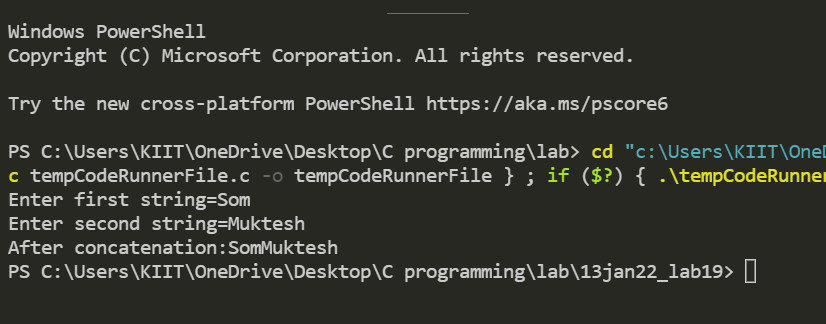 Windows PowerShell
Copyright (C) Microsoft Corporation. All rights reserved.
Try the new cross-platform PowerShell https://aka.ms/pscore6
PS C:\Users\KIIT\OneDrive\Desktop\C programming\lab> cd "c:\Users\KIIT\OneD
c tempCodeRunnerFile.c -o tempCodeRunnerFile } ; if ($?) { .\tempCodeRunner
Enter first string=Som
Enter second string=Muktesh
After concatenation:SomMuktesh
PS C:\Users\KIIT\OneDrive\Desktop\C programming\lab\13jan22_lab19>